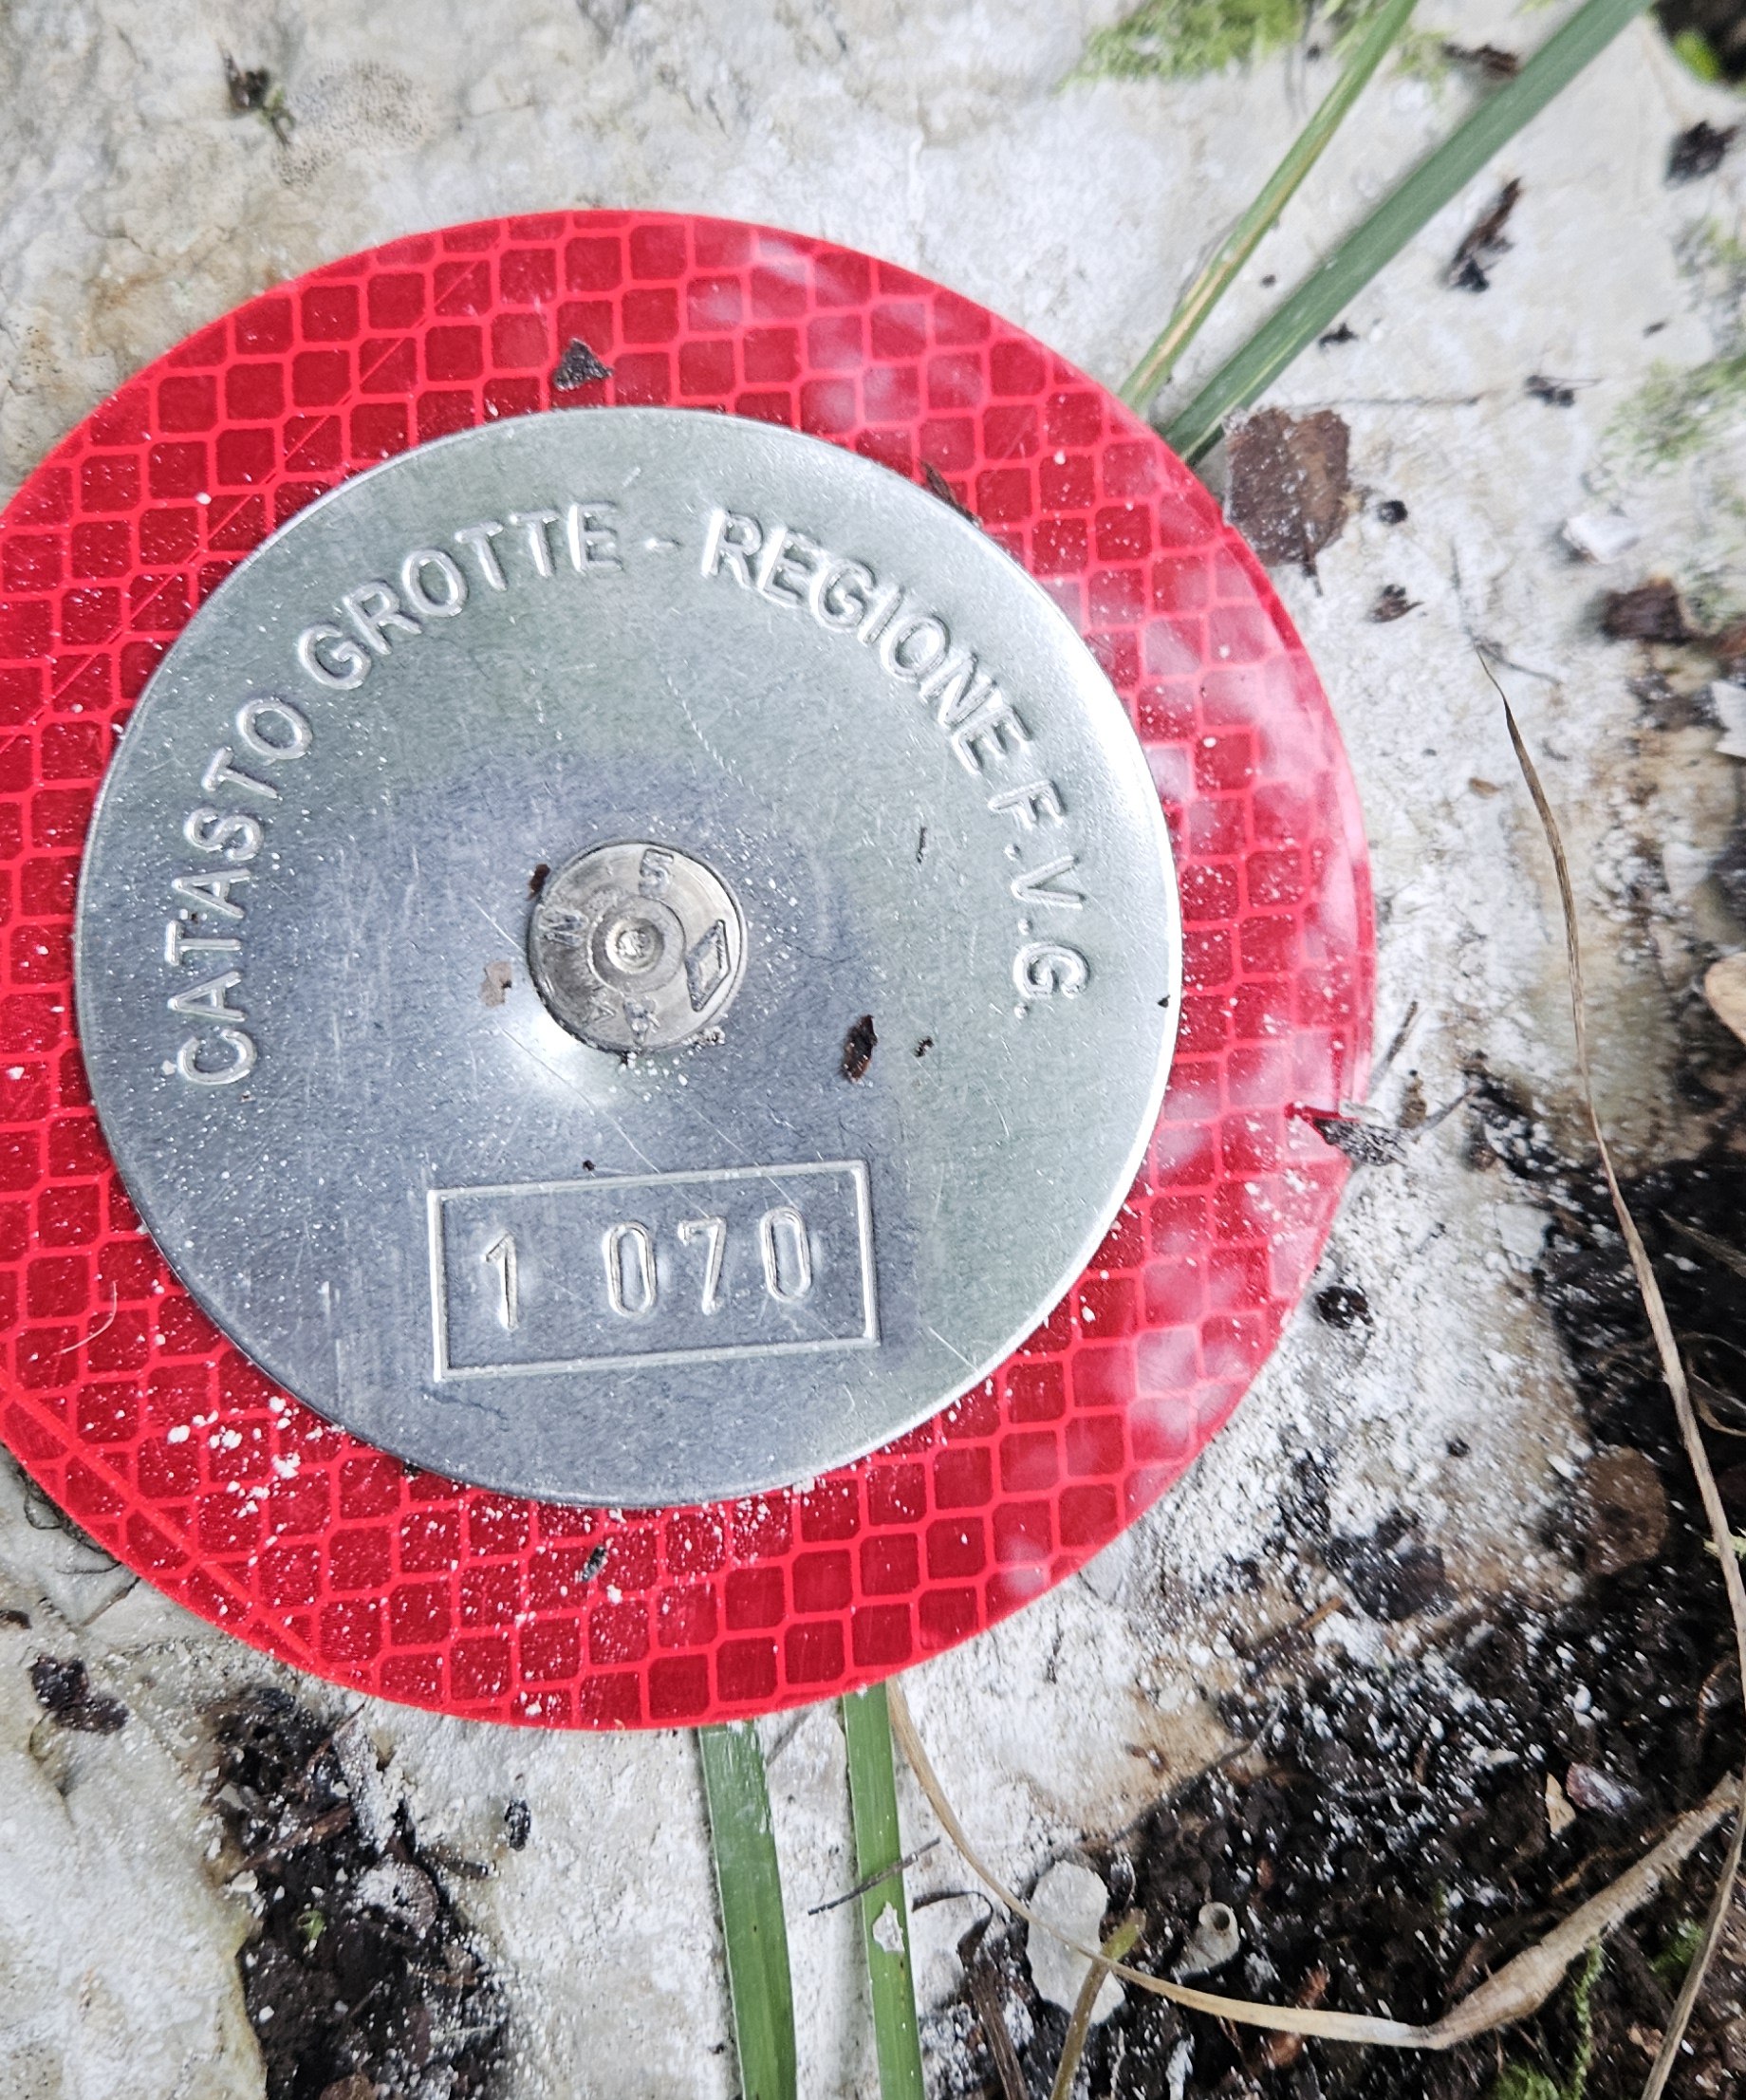 CATASTO GROTTE - REGIONE F.V.G.
1 070